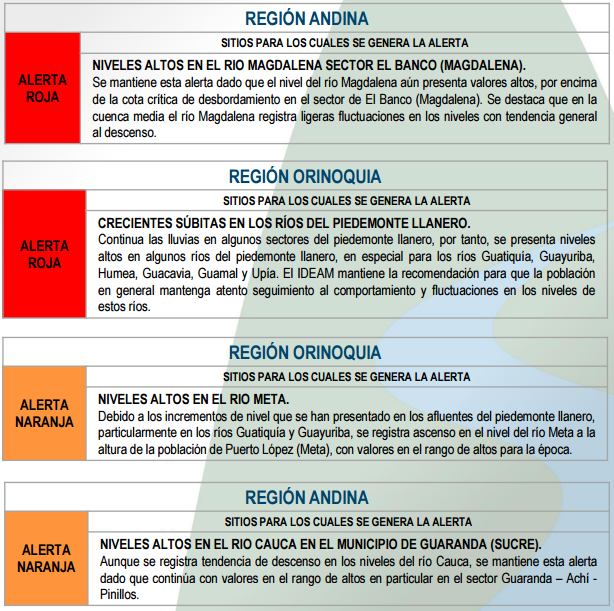 REGIÓN ANDINA
SITIOS PARA LOS CUALES SE GENERA LA ALERTA
ALERTA
ROJA
NIVELES ALTOS EN EL RIO MAGDALENA SECTOR EL BANCO (MAGDALENA).
Se mantiene esta alerta dado que el nivel del río Magdalena aún presenta valores altos, por encima
de la cota crítica de desbordamiento en el sector de El Banco (Magdalena). Se destaca que en la
cuenca media el río Magdalena registra ligeras fluctuaciones en los niveles con tendencia general
al descenso.
REGIÓN ORINOQUIA
SITIOS PARA LOS CUALES SE GENERA LA ALERTA
ALERTA
ROJA
CRECIENTES SÚBITAS EN LOS RÍOS DEL PIEDEMONTE LLANERO.
Continua las lluvias en algunos sectores del piedemonte llanero, por tanto, se presenta niveles
altos en algunos ríos del piedemonte llanero, en especial para los ríos Guatiquía, Guayuriba,
Humea, Guacavia, Guamal y Upía. El IDEAM mantiene la recomendación para que la población
en general mantenga atento seguimiento al comportamiento y fluctuaciones en los niveles de
estos ríos.
REGIÓN ORINOQUIA
SITIOS PARA LOS CUALES SE GENERA LA ALERTA
ALERTA
NARANJA
NIVELES ALTOS EN EL RIO META.
Debido a los incrementos de nivel que se han presentado en los afluentes del piedemonte llanero,
particularmente en los ríos Guatiquía y Guayuriba, se registra ascenso en el nivel del río Meta a la
altura de la población de Puerto López (Meta), con valores en el rango de altos para la época.
REGIÓN ANDINA
SITIOS PARA LOS CUALES SE GENERA LA ALERTA
ALERTA
NARANJA
NIVELES ALTOS EN EL RIO CAUCA EN EL MUNICIPIO DE GUARANDA (SUCRE).
Aunque se registra tendencia de descenso en los niveles del río Cauca, se mantiene esta alerta
dado que continúa con valores en el rango de altos en particular en el sector Guaranda – Achí -
Pinillos.